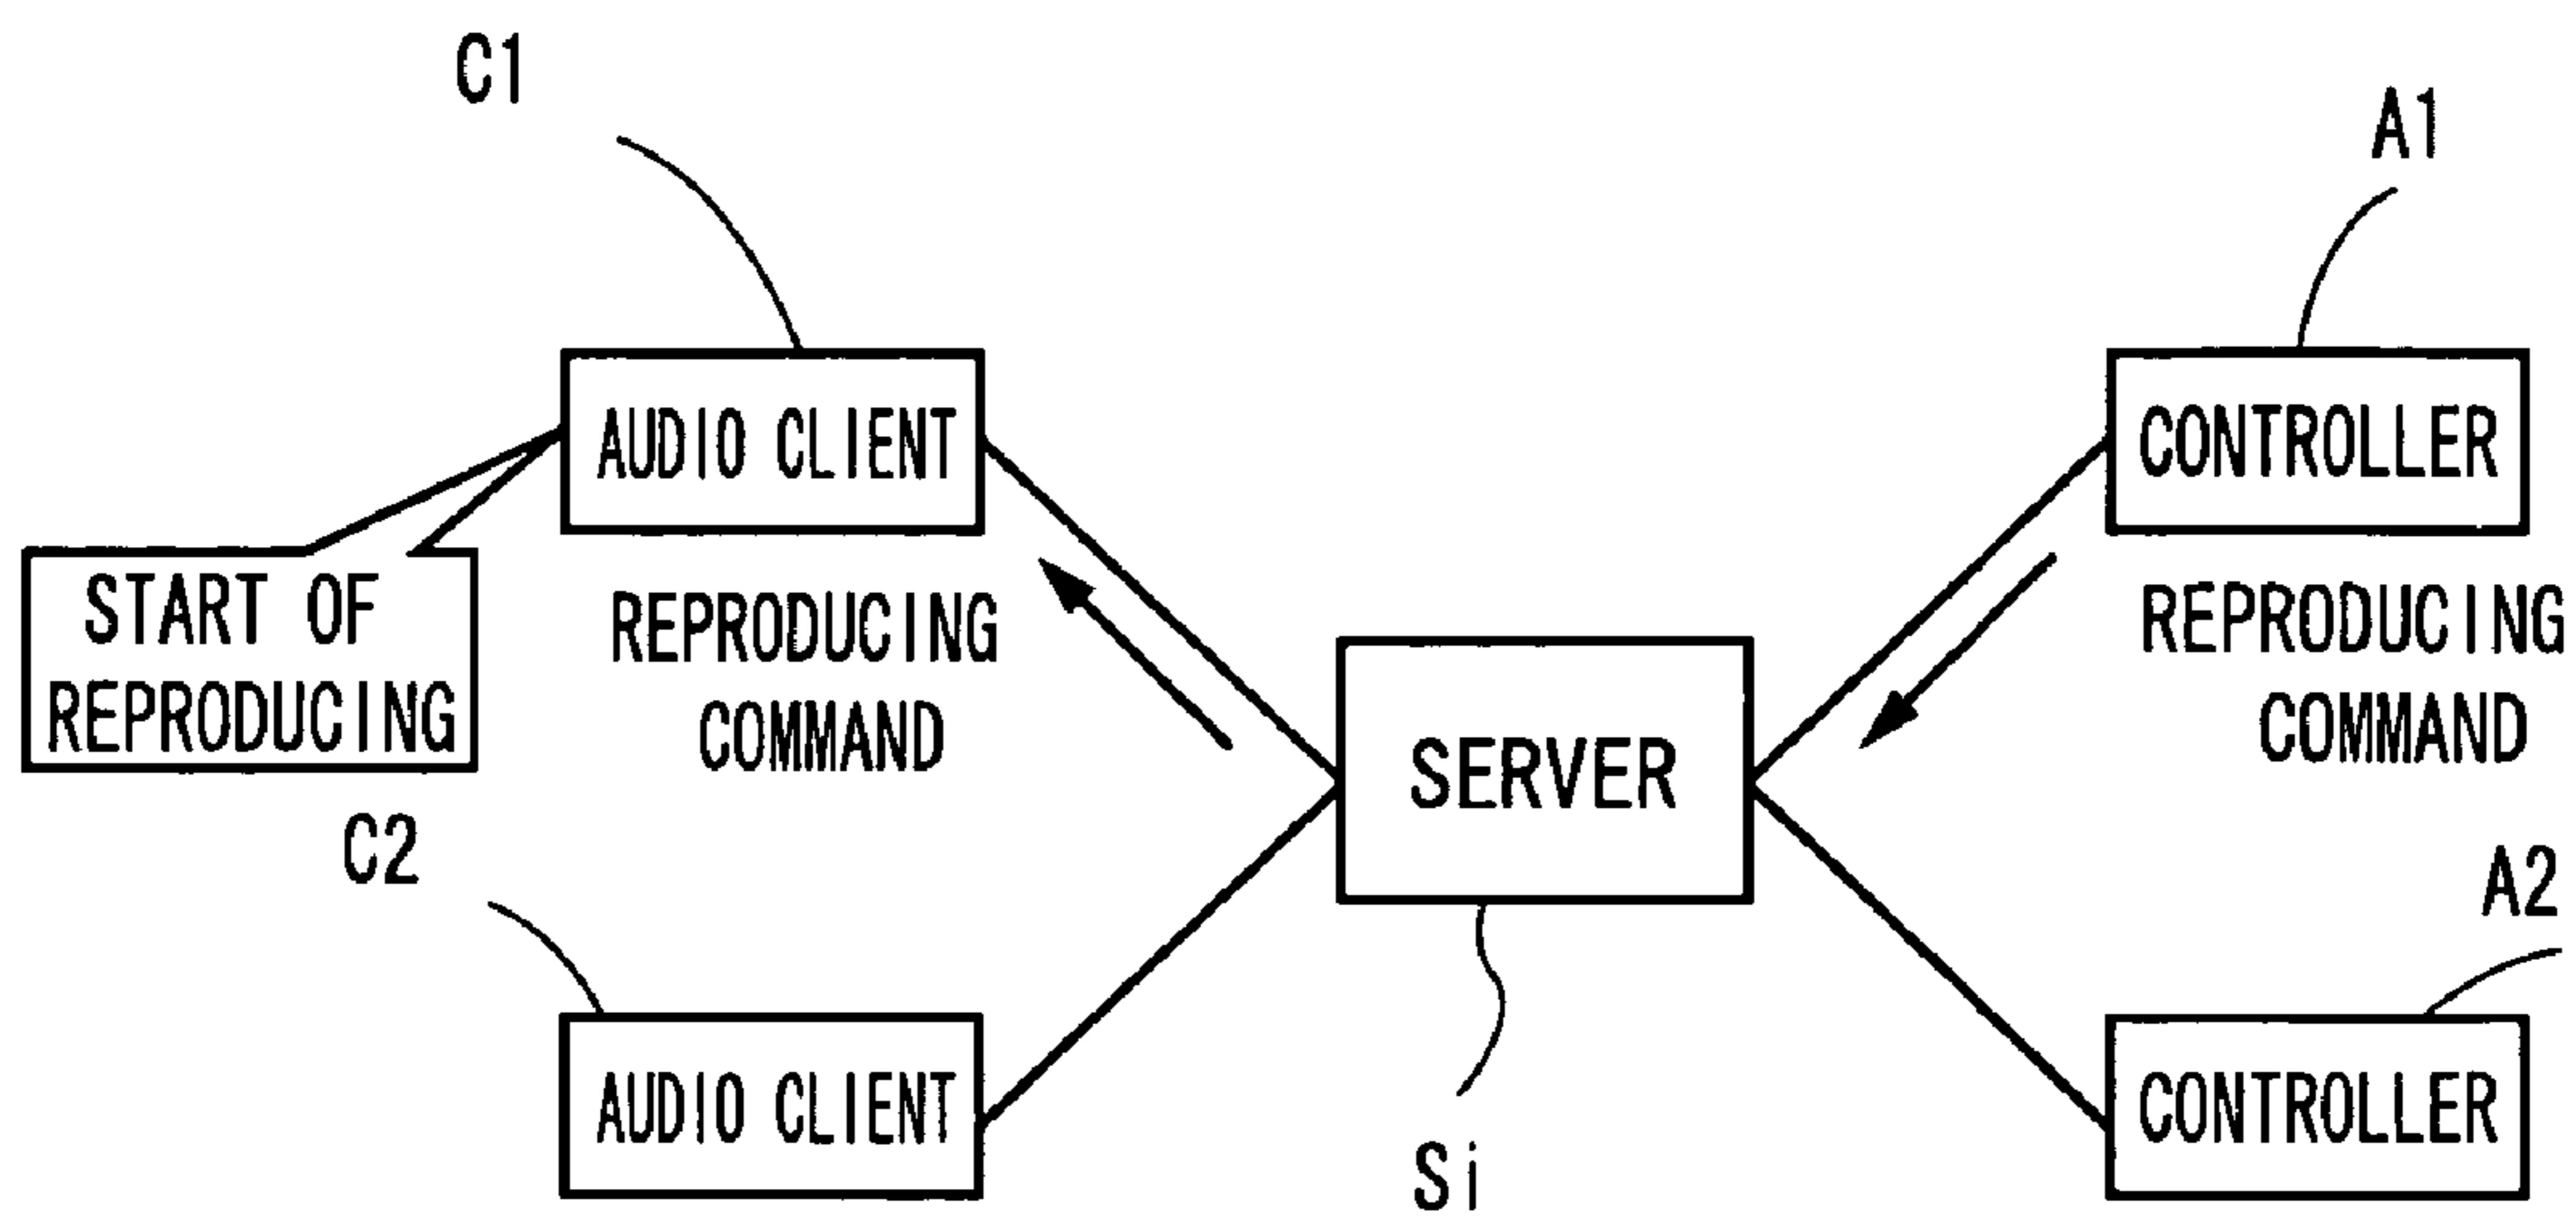 C1
A1
AUDIO CLIENT
CONTROLLER
START OF
REPRODUCING
REPRODUCING
COMMAND
REPRODUCING
COMMAND
SERVER
C2
A2
AUDIO CLIENT
CONTROLLER
Si